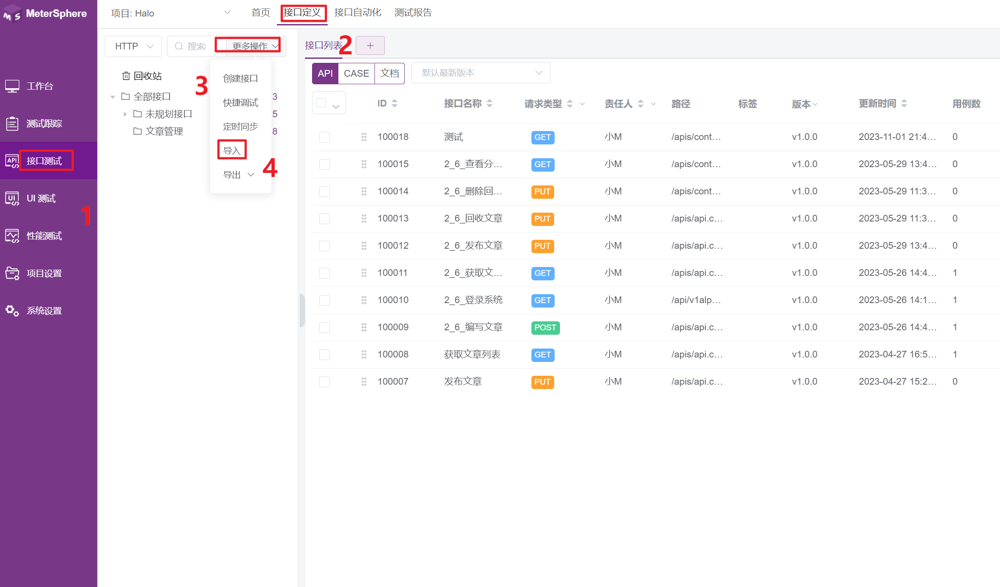 MeterSphere
项目: Halo
首页
接口定义
接口自动化
测试报告
工作台
测试跟踪
接口测试
UI 测试
1
性能测试
项目设置
系统设置
HTTP
搜索
更多操作
回收站
全部接口
3
未规划接口
5
文章管理
8
3
创建接口
快捷调试
定时同步
导入
导出
4
接口列表
2
+
API CASE 文档
默认最新版本
ID 接口名称 请求类型 责任人 路径 标签 版本 更新时间 用例数
100018 测试 GET 小M /apis/cont... v1.0.0 2023-11-01 21:4... 0
100015 2_6_查看分... GET 小M /apis/cont... v1.0.0 2023-05-29 13:4... 0
100014 2_6_删除回... PUT 小M /apis/cont... v1.0.0 2023-05-29 11:3... 0
100013 2_6_回收文章 PUT 小M /apis/api.c... v1.0.0 2023-05-29 11:3... 0
100012 2_6_发布文章 PUT 小M /apis/api.c... v1.0.0 2023-05-29 13:4... 0
100011 2_6_获取文... GET 小M /apis/api.c... v1.0.0 2023-05-26 14:4... 1
100010 2_6_登录系统 GET 小M /api/v1alp... v1.0.0 2023-05-26 14:1... 1
100009 2_6_编写文章 POST 小M /apis/api.c... v1.0.0 2023-05-26 14:4... 1
100008 获取文章列表 GET 小M /apis/api.c... v1.0.0 2023-04-27 16:5... 1
100007 发布文章 PUT 小M /apis/api.c... v1.0.0 2023-04-27 15:2... 0